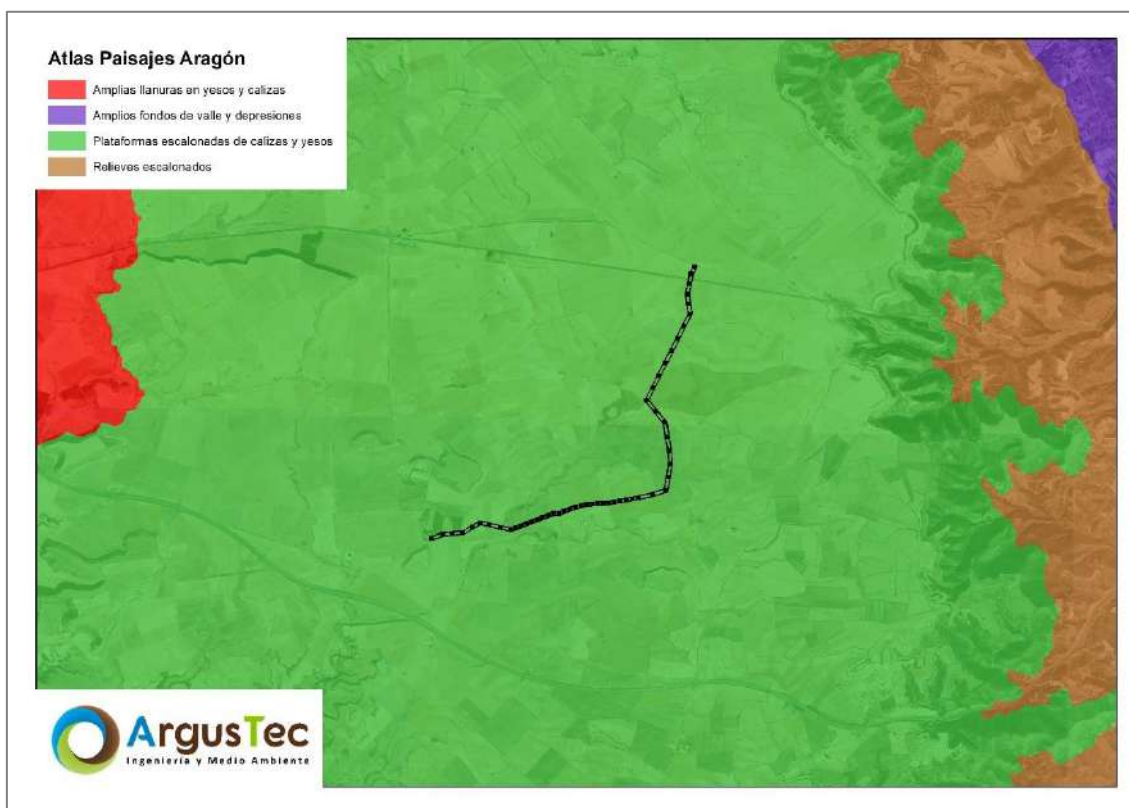 Atlas Paisajes Aragón
Amplias llanuras en yesos y calizas
Amplios fondos de valle y depresiones
Plataformas escalonadas de calizas y yesos
Relieves escalonados
ArgusTec
Ingeniería y Medio Ambiente